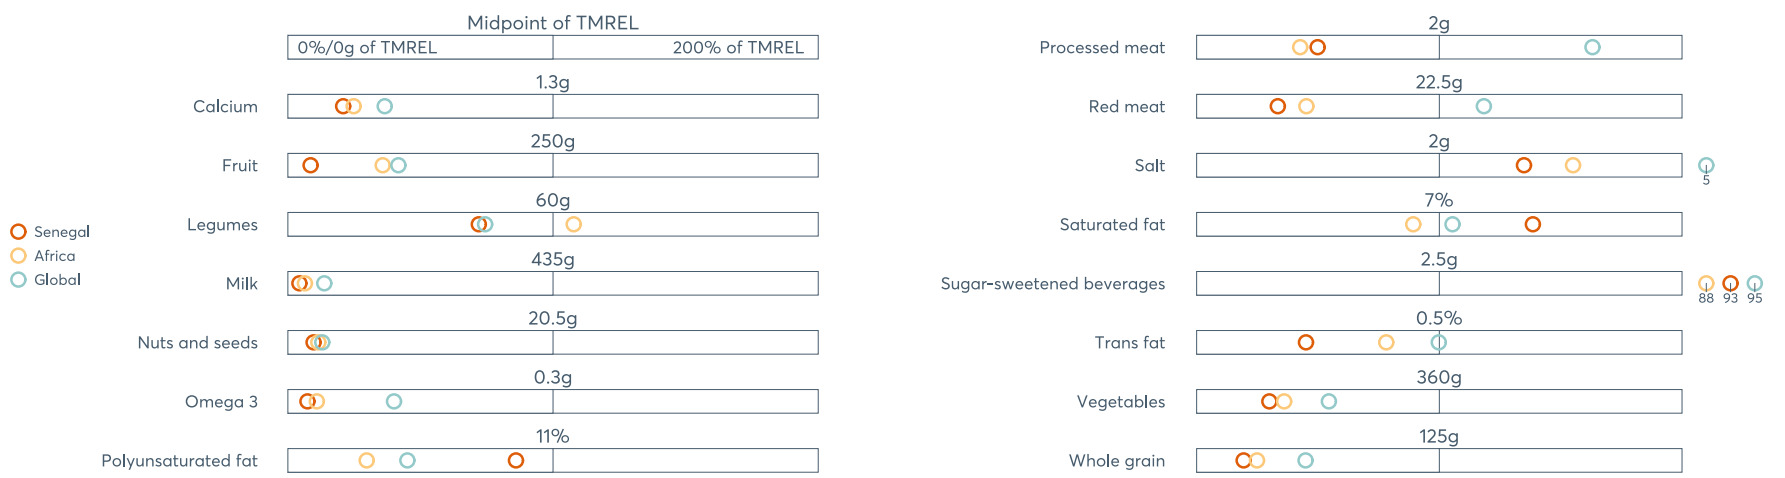 Midpoint of TMREL
0%/0g of TMREL 200% of TMREL
1.3g
Calcium
250g
Fruit
60g
Legumes
435g
Milk
20.5g
Nuts and seeds
0.3g
Omega 3
11%
Polyunsaturated fat
Senegal
Africa
Global
2g
Processed meat
22.5g
Red meat
2g
Salt
5
7%
Saturated fat
2.5g
Sugar-sweetened beverages
88 93 95
0.5%
Trans fat
360g
Vegetables
125g
Whole grain